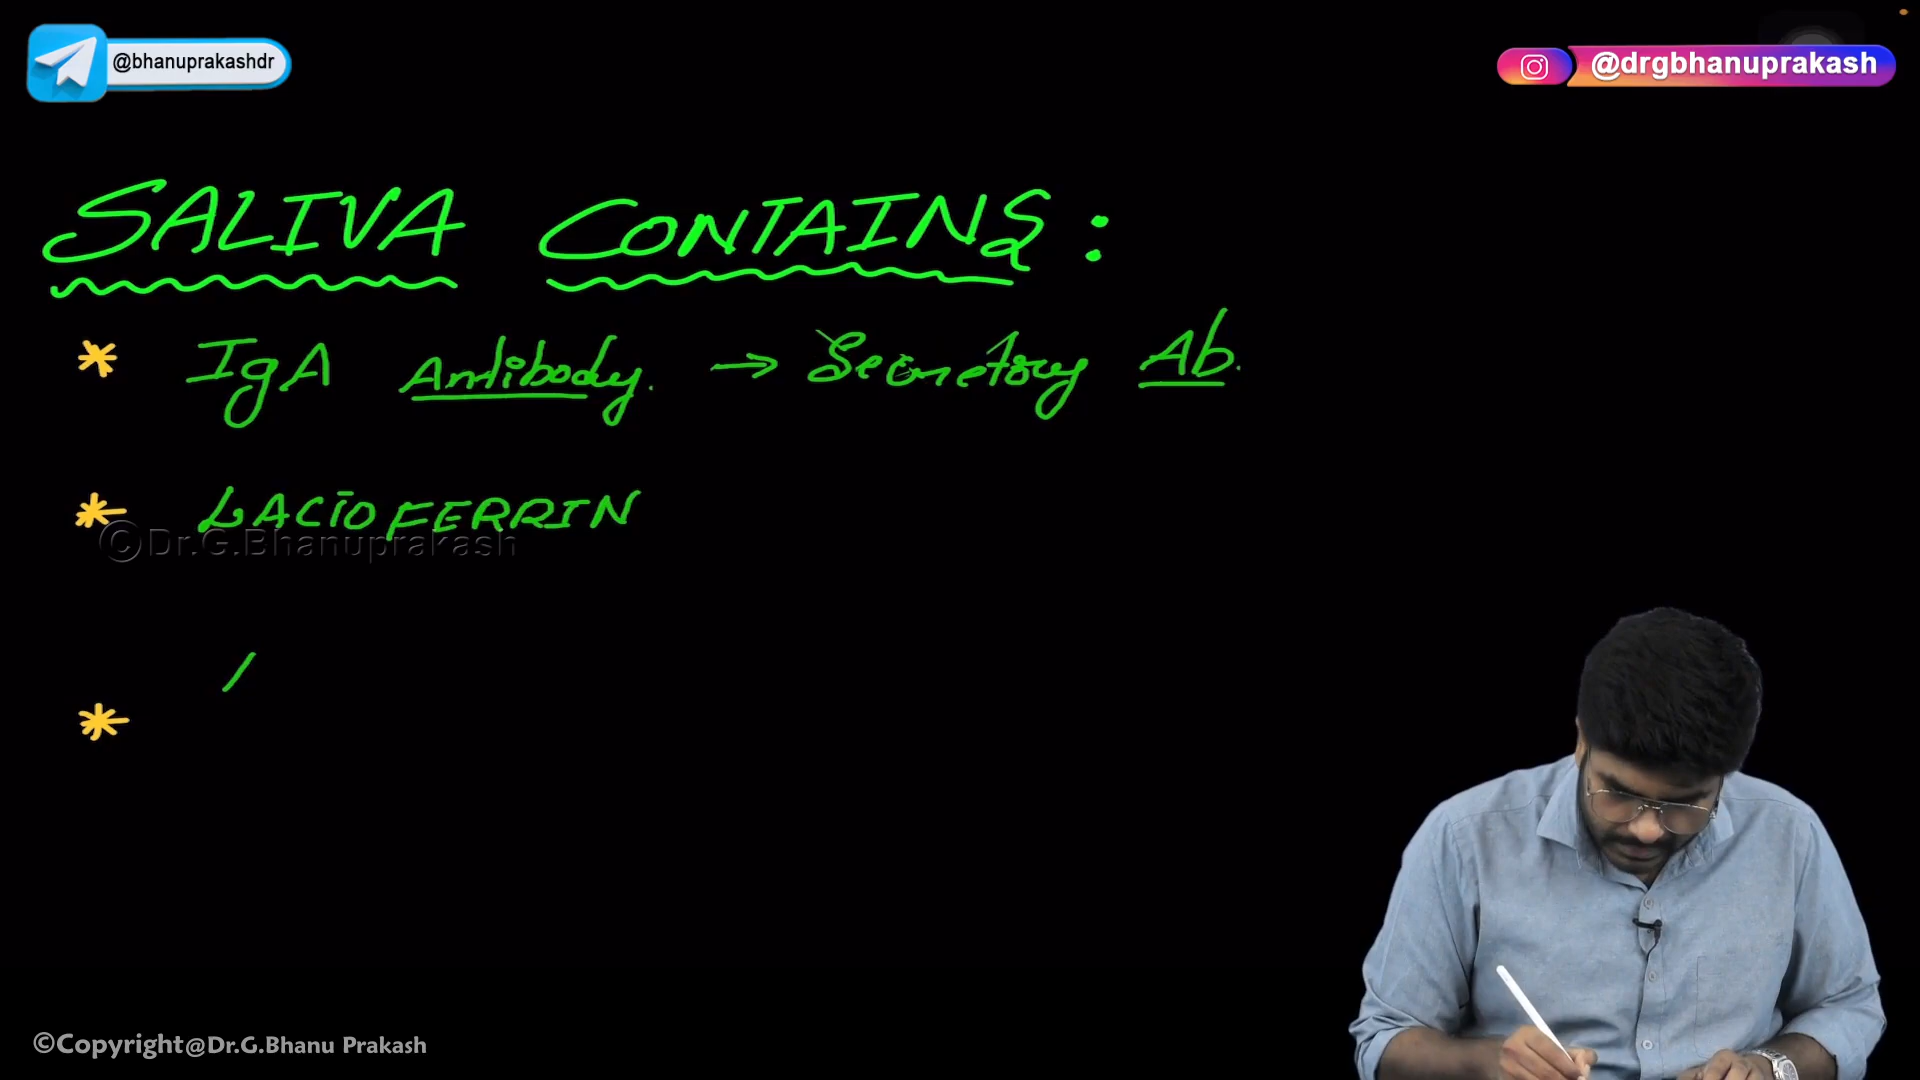 @bhanuprakashdr
@drgbhanuprakash
SALIVA CONTAINS:
* IgA Antibody. → Secretory Ab.
* LACTOFERRIN
©Dr.G.Bhanuprakash
*
©Copyright@Dr.G.Bhanu Prakash